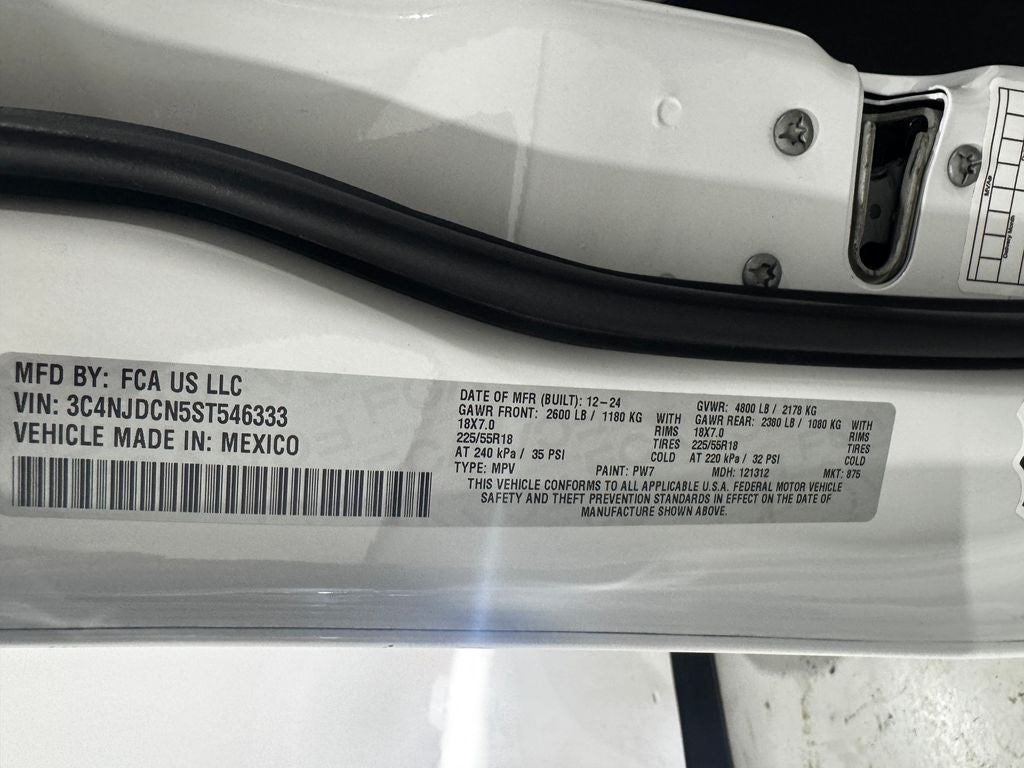 MFD BY: FCA US LLC
VIN: 3C4NJDCN5ST546333
VEHICLE MADE IN: MEXICO
DATE OF MFR (BUILT): 12-24
GAWR FRONT: 2600 LB / 1180 KG WITH
18X7.0 RIMS
225/55R18 TIRES
AT 240 kPa / 35 PSI COLD
TYPE: MPV
GVWR: 4800 LB / 2178 KG
GAWR REAR: 2380 LB / 1080 KG WITH
18X7.0 RIMS
225/55R18 TIRES
AT 220 kPa / 32 PSI COLD
PAINT: PW7 MDH: 121312 MKT: 875
THIS VEHICLE CONFORMS TO ALL APPLICABLE U.S.A. FEDERAL MOTOR VEHICLE
SAFETY AND THEFT PREVENTION STANDARDS IN EFFECT ON THE DATE OF
MANUFACTURE SHOWN ABOVE.
MVA#
Delivery Month